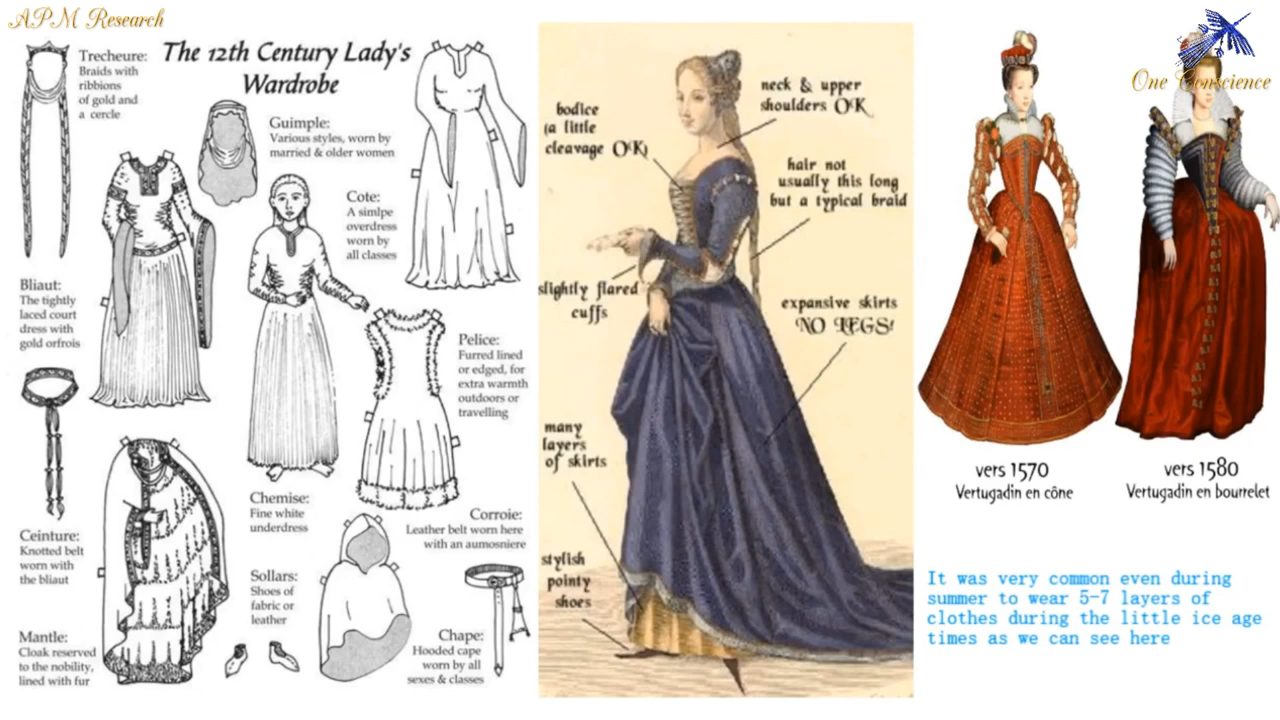 APM Research
The 12th Century Lady's
Wardrobe
Trecheure:
Braids with
ribbions
of gold and
a cercle
Guimple:
Various styles, worn by
married & older women
Cote:
A simlpe
overdress
worn by
all classes
Bliaut:
The tightly
laced court
dress with
gold orfrois
Pelice:
Furred lined
or edged, for
extra warmth
outdoors or
travelling
Chemise:
Fine white
underdress
Corroie:
Leather belt worn here
with an aumosniere
Ceinture:
Knotted belt
worn with
the bliaut
Sollars:
Shoes of
fabric or
leather
Mantle:
Cloak reserved
to the nobility,
lined with fur
Chape:
Hooded cape
worn by all
sexes & classes
neck & upper
shoulders OK
bodice
(a little
cleavage OK)
hair not
usually this long
but a typical braid
slightly flared
cuffs
expansive skirts
NO LEGS!
many
layers
of skirts
stylish
pointy
shoes
One Conscience
vers 1570
Vertugadin en cône
vers 1580
Vertugadin en bourrelet
It was very common even during
summer to wear 5-7 layers of
clothes during the little ice age
times as we can see here